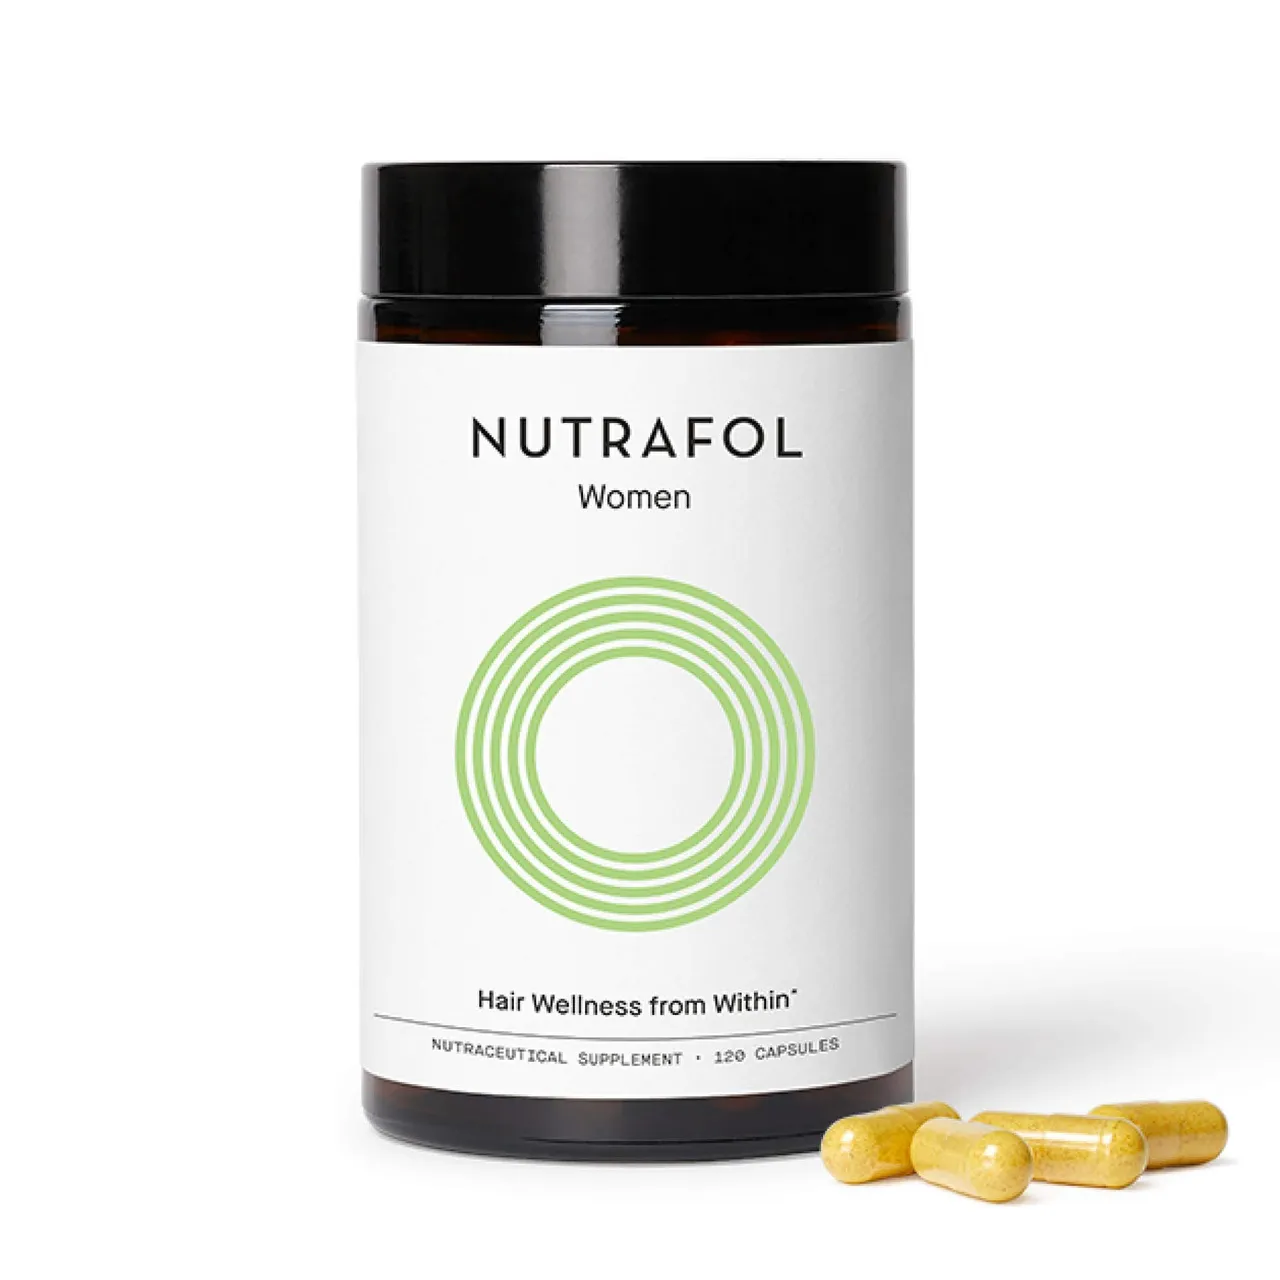 NUTRAFOL
Women
Hair Wellness from Within*
NUTRACEUTICAL SUPPLEMENT · 120 CAPSULES